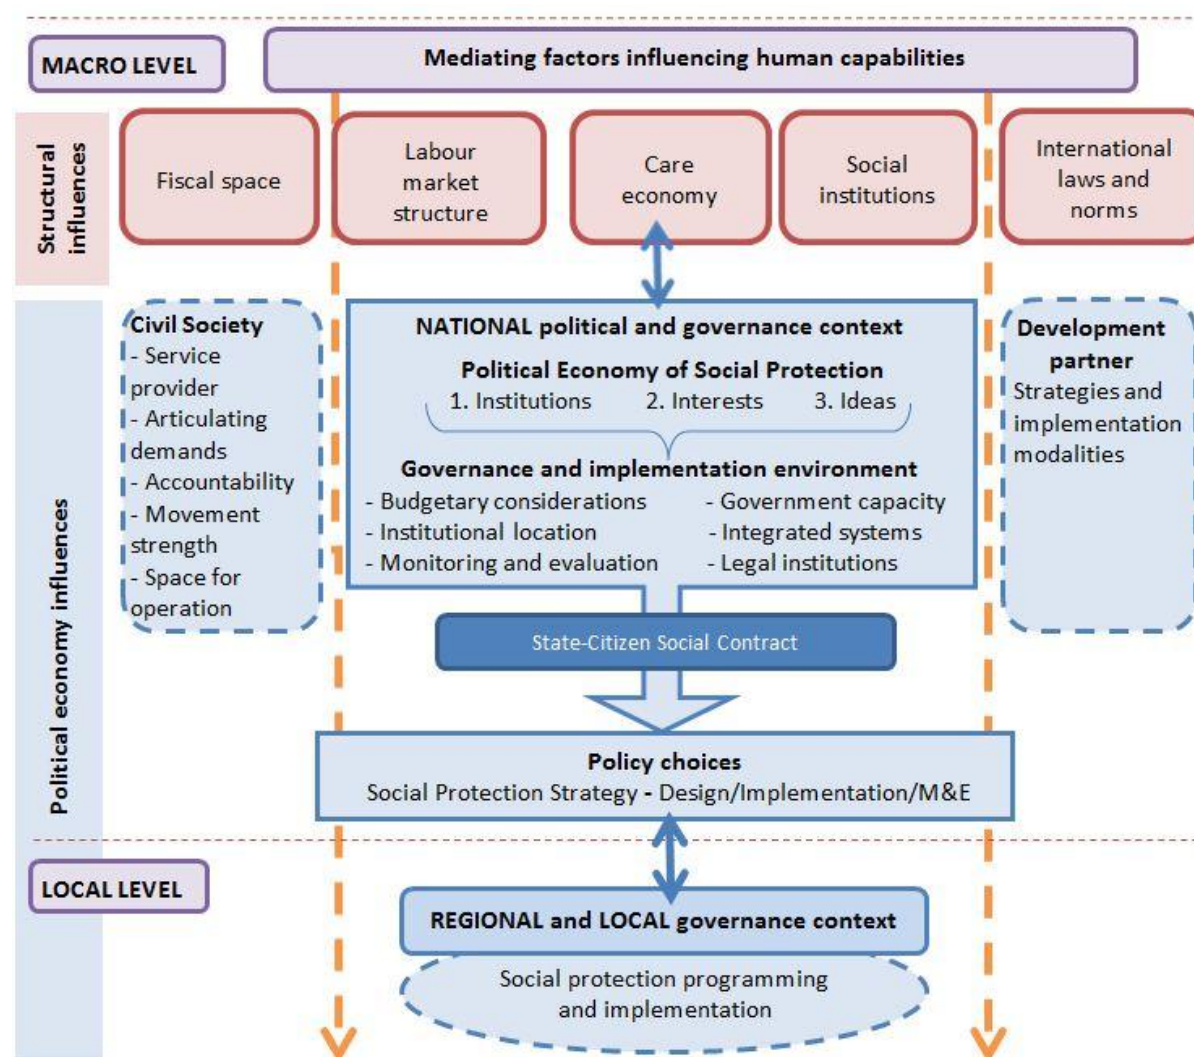 MACRO LEVEL
Mediating factors influencing human capabilities
Structural
influences
Fiscal space
Labour
market
structure
Care
economy
Social
institutions
International
laws and
norms
Political economy influences
Civil Society
- Service
provider
- Articulating
demands
- Accountability
- Movement
strength
- Space for
operation
NATIONAL political and governance context
Political Economy of Social Protection
1. Institutions 2. Interests 3. Ideas
Governance and implementation environment
- Budgetary considerations
- Institutional location
- Monitoring and evaluation
- Government capacity
- Integrated systems
- Legal institutions
Development
partner
Strategies and
implementation
modalities
State-Citizen Social Contract
Policy choices
Social Protection Strategy - Design/Implementation/M&E
LOCAL LEVEL
REGIONAL and LOCAL governance context
Social protection programming
and implementation